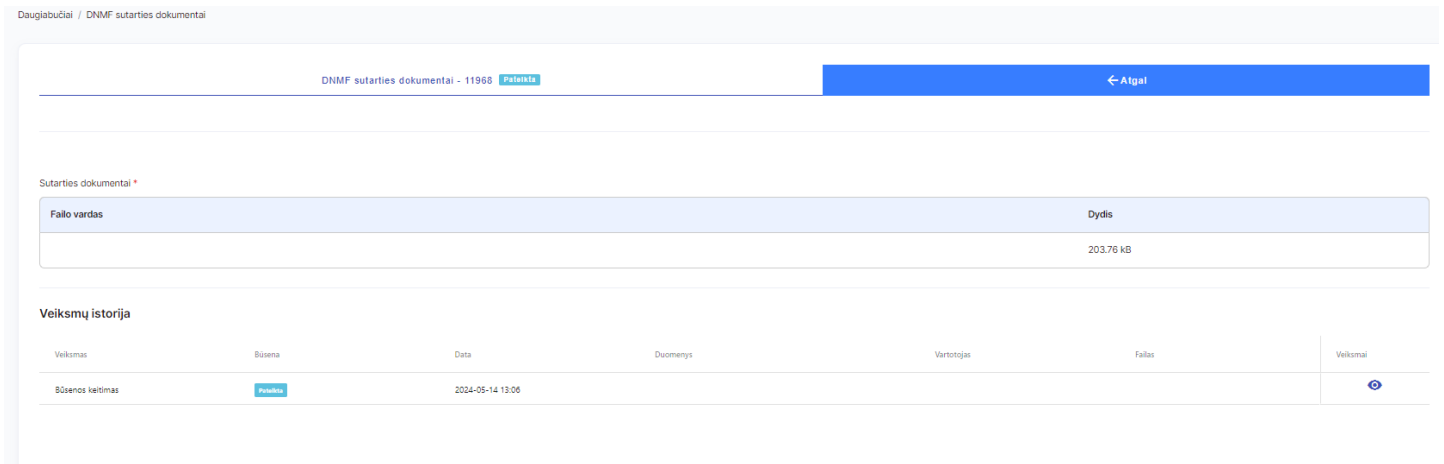 Daugiabučiai / DNMF sutarties dokumentai
DNMF sutarties dokumentai - 11968 Pateikta
Atgal
Sutarties dokumentai *
Failo vardas Dydis
203.76 kB
Veiksmų istorija
Veiksmas Būsena Data Duomenys Vartotojas Failas Veiksmai
Būsenos keitimas Pateikta 2024-05-14 13:06